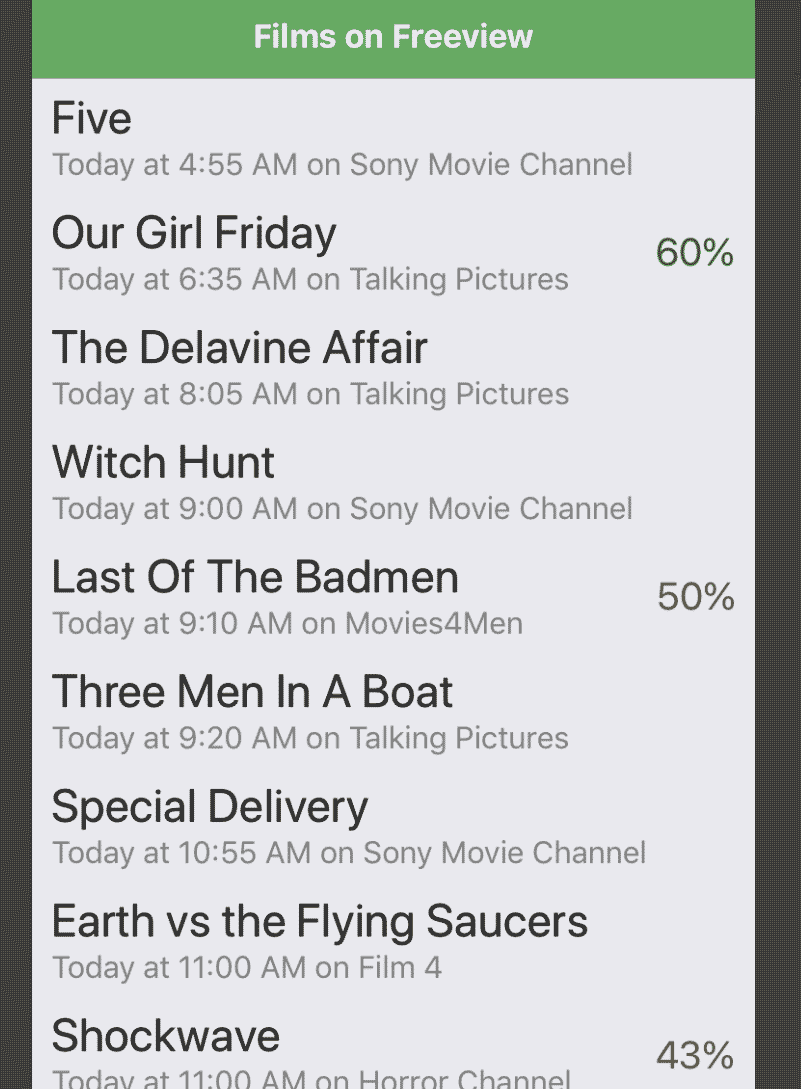 Films on Freeview
Five
Today at 4:55 AM on Sony Movie Channel
Our Girl Friday
60%
Today at 6:35 AM on Talking Pictures
The Delavine Affair
Today at 8:05 AM on Talking Pictures
Witch Hunt
Today at 9:00 AM on Sony Movie Channel
Last Of The Badmen
50%
Today at 9:10 AM on Movies4Men
Three Men In A Boat
Today at 9:20 AM on Talking Pictures
Special Delivery
Today at 10:55 AM on Sony Movie Channel
Earth vs the Flying Saucers
Today at 11:00 AM on Film 4
Shockwave
43%
Today at 11:00 AM on Horror Channel